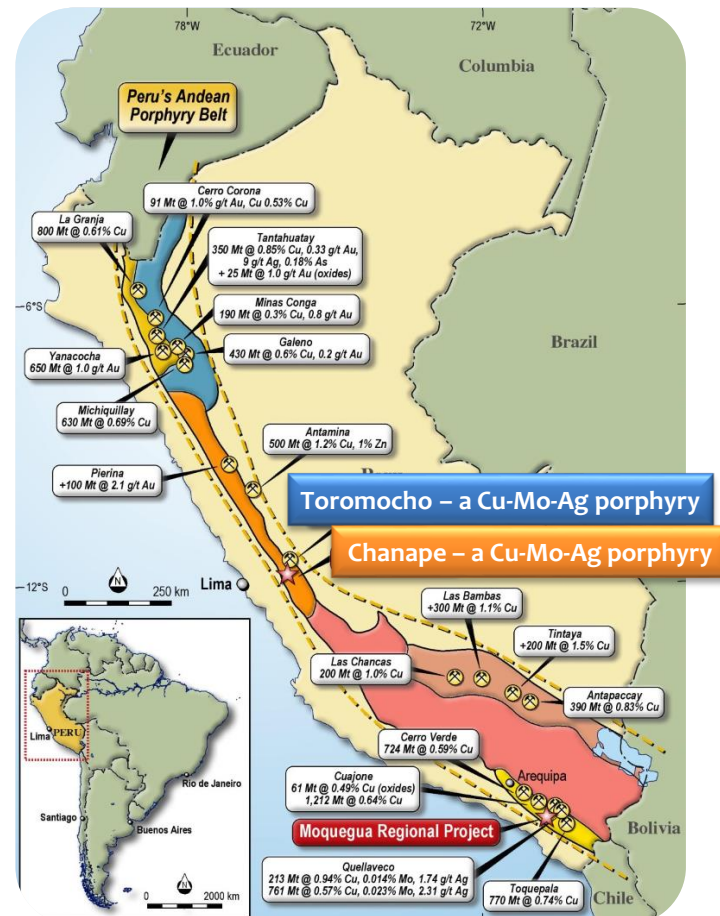 78°W
72°W
Ecuador
Columbia
Peru's Andean
Porphyry Belt
Cerro Corona
91 Mt @ 1.0% g/t Au, Cu 0.53% Cu
La Granja
800 Mt @ 0.61% Cu
Tantahuatay
350 Mt @ 0.85% Cu, 0.33 g/t Au,
9 g/t Ag, 0.18% As
+ 25 Mt @ 1.0 g/t Au (oxides)
6°S
Minas Conga
190 Mt @ 0.3% Cu, 0.8 g/t Au
Brazil
Yanacocha
650 Mt @ 1.0 g/t Au
Galeno
430 Mt @ 0.6% Cu, 0.2 g/t Au
Michiquillay
630 Mt @ 0.69% Cu
Antamina
500 Mt @ 1.2% Cu, 1% Zn
Pierina
+100 Mt @ 2.1 g/t Au
Toromocho – a Cu-Mo-Ag porphyry
Chanape – a Cu-Mo-Ag porphyry
12°S
N
Lima
0 250 km
Las Bambas
+300 Mt @ 1.1% Cu
Tintaya
+200 Mt @ 1.5% Cu
Las Chancas
200 Mt @ 1.0% Cu
Antapaccay
390 Mt @ 0.83% Cu
Cerro Verde
724 Mt @ 0.59% Cu
Arequipa
Cuajone
61 Mt @ 0.49% Cu (oxides)
1,212 Mt @ 0.64% Cu
Moquegua Regional Project
Bolivia
Quellaveco
213 Mt @ 0.94% Cu, 0.014% Mo, 1.74 g/t Ag
761 Mt @ 0.57% Cu, 0.023% Mo, 2.31 g/t Ag
Toquepala
770 Mt @ 0.74% Cu
Chile
Lima
PERU
Rio de Janeiro
Santiago
Buenos Aires
N
0 2000 km